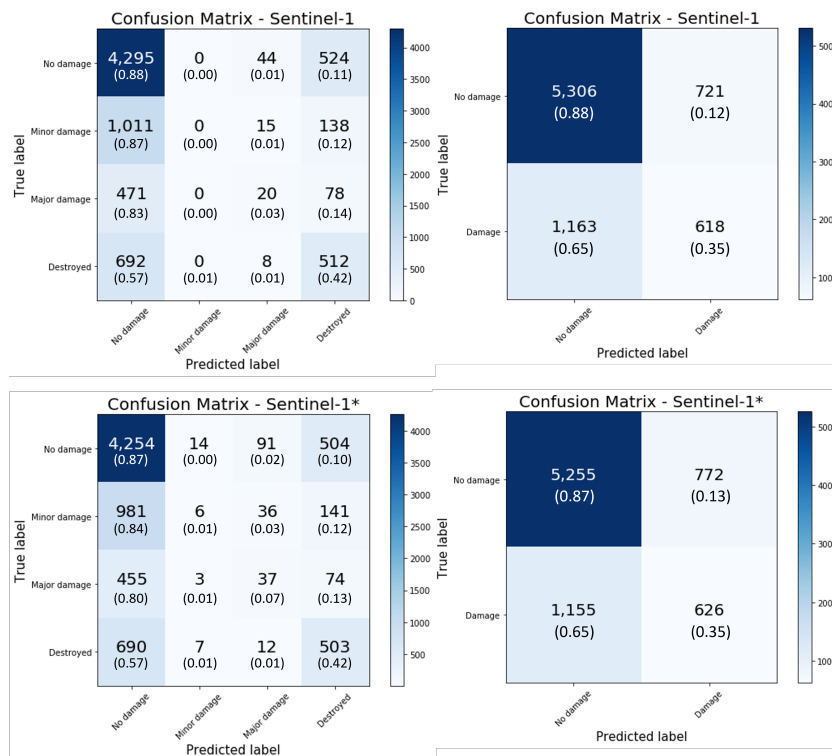 Confusion Matrix - Sentinel-1
True label
No damage
4,295 0 44 524
(0.88) (0.00) (0.01) (0.11)
Minor damage
1,011 0 15 138
(0.87) (0.00) (0.01) (0.12)
Major damage
471 0 20 78
(0.83) (0.00) (0.03) (0.14)
Destroyed
692 0 8 512
(0.57) (0.01) (0.01) (0.42)
No damage
Minor damage
Major damage
Destroyed
Predicted label
4000
3500
3000
2500
2000
1500
1000
500
0
Confusion Matrix - Sentinel-1
True label
No damage
5,306 721
(0.88) (0.12)
Damage
1,163 618
(0.65) (0.35)
No damage
Damage
Predicted label
500
400
300
200
100
Confusion Matrix - Sentinel-1*
True label
No damage
4,254 14 91 504
(0.87) (0.00) (0.02) (0.10)
Minor damage
981 6 36 141
(0.84) (0.01) (0.03) (0.12)
Major damage
455 3 37 74
(0.80) (0.01) (0.07) (0.13)
Destroyed
690 7 12 503
(0.57) (0.01) (0.01) (0.42)
No damage
Minor damage
Major damage
Destroyed
Predicted label
4000
3500
3000
2500
2000
1500
1000
500
Confusion Matrix - Sentinel-1*
True label
No damage
5,255 772
(0.87) (0.13)
Damage
1,155 626
(0.65) (0.35)
No damage
Damage
Predicted label
500
400
300
200
100